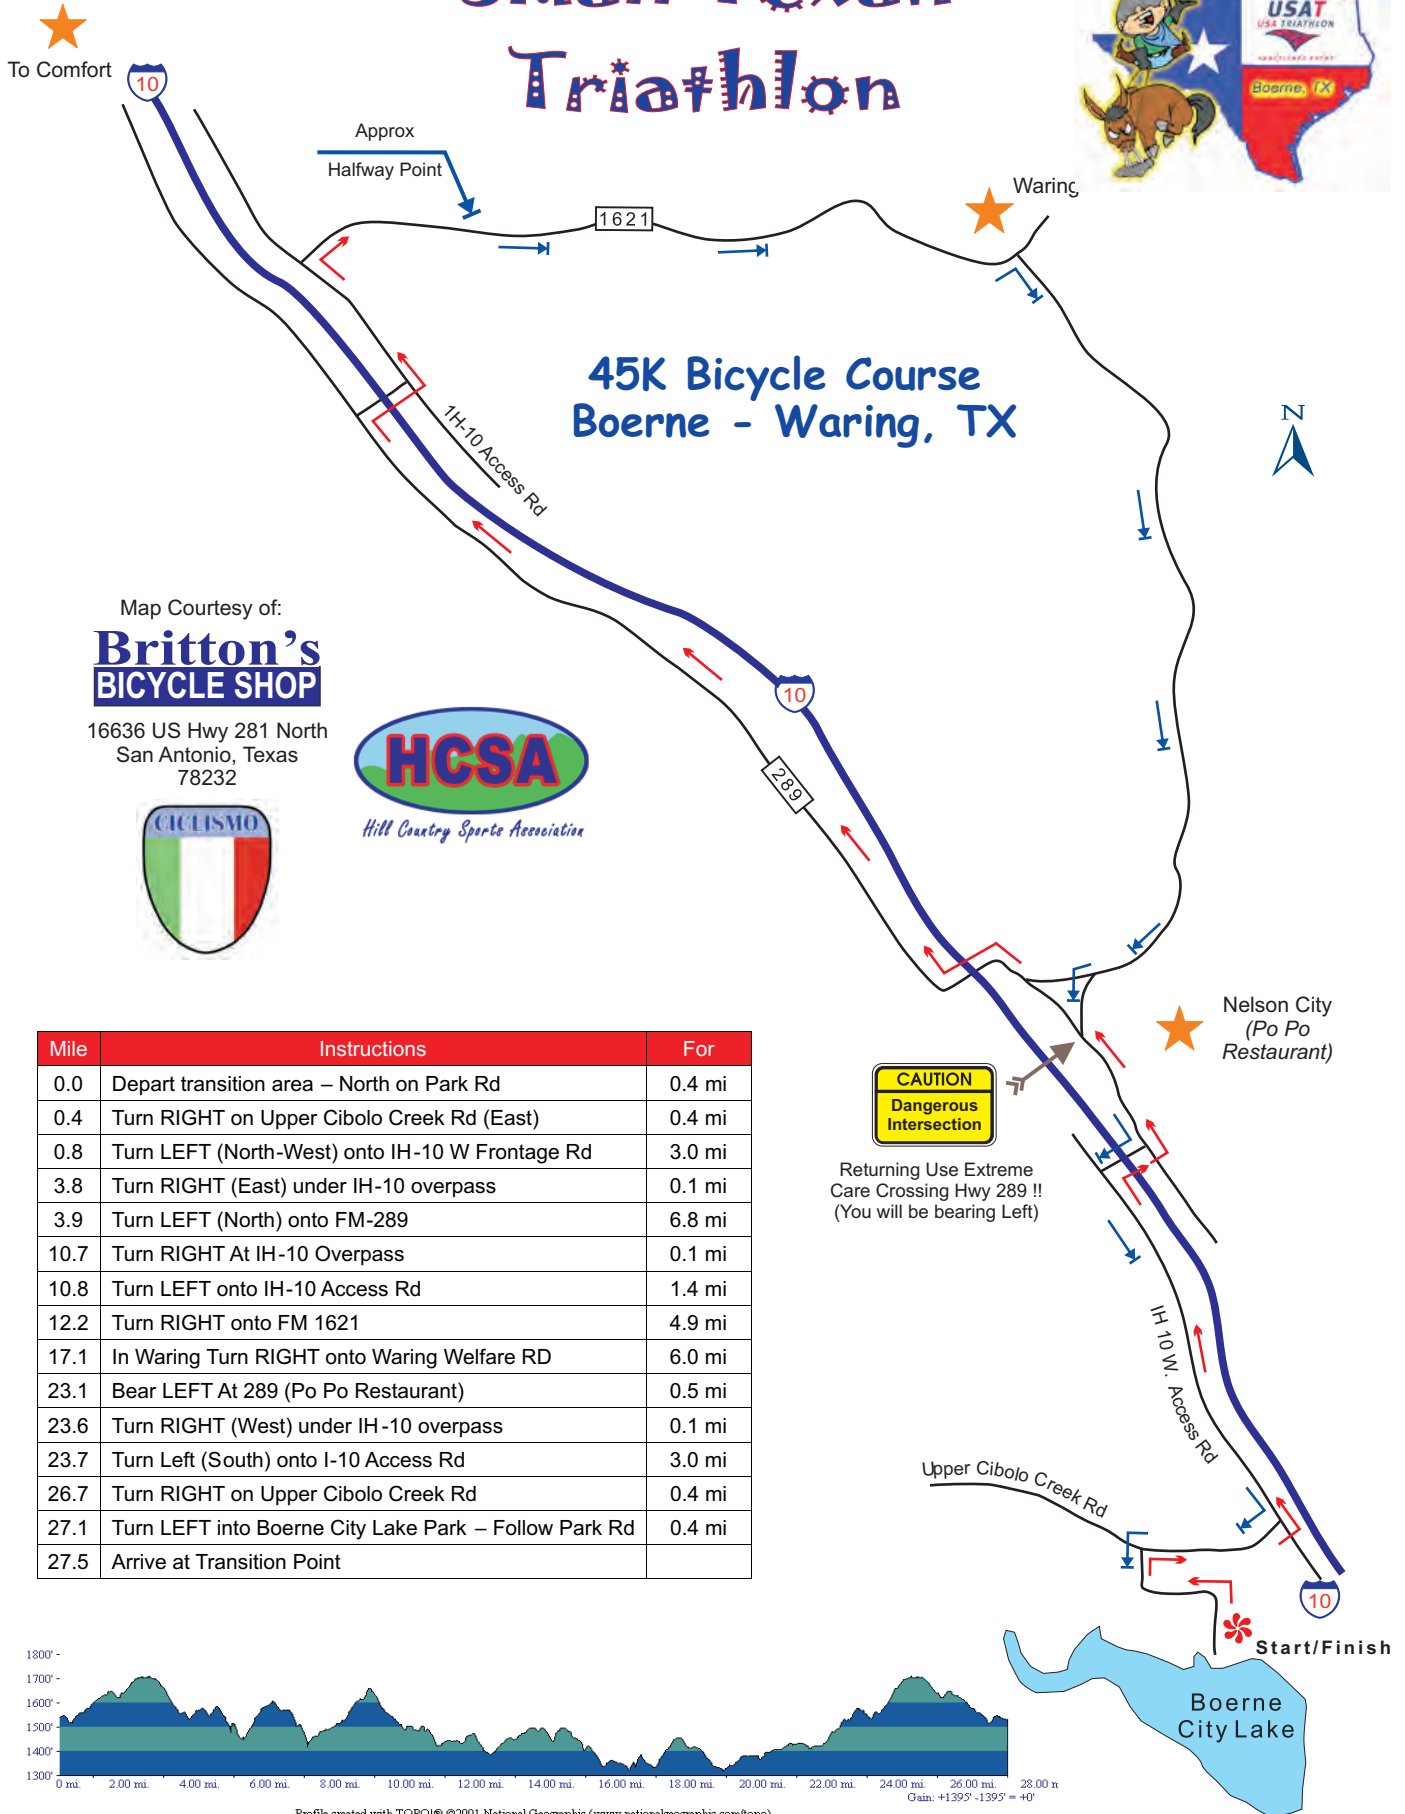 Small Texan
Triathlon
USAT
USA TRIATHLON
Boerne, TX
To Comfort
10
Approx
Halfway Point
1621
Waring
45K Bicycle Course
Boerne - Waring, TX
N
1H-10 Access Rd
Map Courtesy of:
Britton's
BICYCLE SHOP
16636 US Hwy 281 North
San Antonio, Texas
78232
CICLISMO
HCSA
Hill Country Sports Association
10
289
Nelson City
(Po Po
Restaurant)
CAUTION
Dangerous
Intersection
Returning Use Extreme
Care Crossing Hwy 289 !!
(You will be bearing Left)
IH 10 W. Access Rd
Upper Cibolo Creek Rd
10
Start/Finish
Boerne
City Lake
Mile Instructions For
0.0 Depart transition area – North on Park Rd 0.4 mi
0.4 Turn RIGHT on Upper Cibolo Creek Rd (East) 0.4 mi
0.8 Turn LEFT (North-West) onto IH-10 W Frontage Rd 3.0 mi
3.8 Turn RIGHT (East) under IH-10 overpass 0.1 mi
3.9 Turn LEFT (North) onto FM-289 6.8 mi
10.7 Turn RIGHT At IH-10 Overpass 0.1 mi
10.8 Turn LEFT onto IH-10 Access Rd 1.4 mi
12.2 Turn RIGHT onto FM 1621 4.9 mi
17.1 In Waring Turn RIGHT onto Waring Welfare RD 6.0 mi
23.1 Bear LEFT At 289 (Po Po Restaurant) 0.5 mi
23.6 Turn RIGHT (West) under IH-10 overpass 0.1 mi
23.7 Turn Left (South) onto I-10 Access Rd 3.0 mi
26.7 Turn RIGHT on Upper Cibolo Creek Rd 0.4 mi
27.1 Turn LEFT into Boerne City Lake Park – Follow Park Rd 0.4 mi
27.5 Arrive at Transition Point
1800'
1700'
1600'
1500'
1400'
1300'
0 mi. 2.00 mi. 4.00 mi. 6.00 mi. 8.00 mi. 10.00 mi. 12.00 mi. 14.00 mi. 16.00 mi. 18.00 mi. 20.00 mi. 22.00 mi. 24.00 mi. 26.00 mi. 28.00 m
Gain: +1395' -1395' = +0'
Profile created with TOPO!® ©2001 National Geographic (www.nationalgeographic.com/topo)